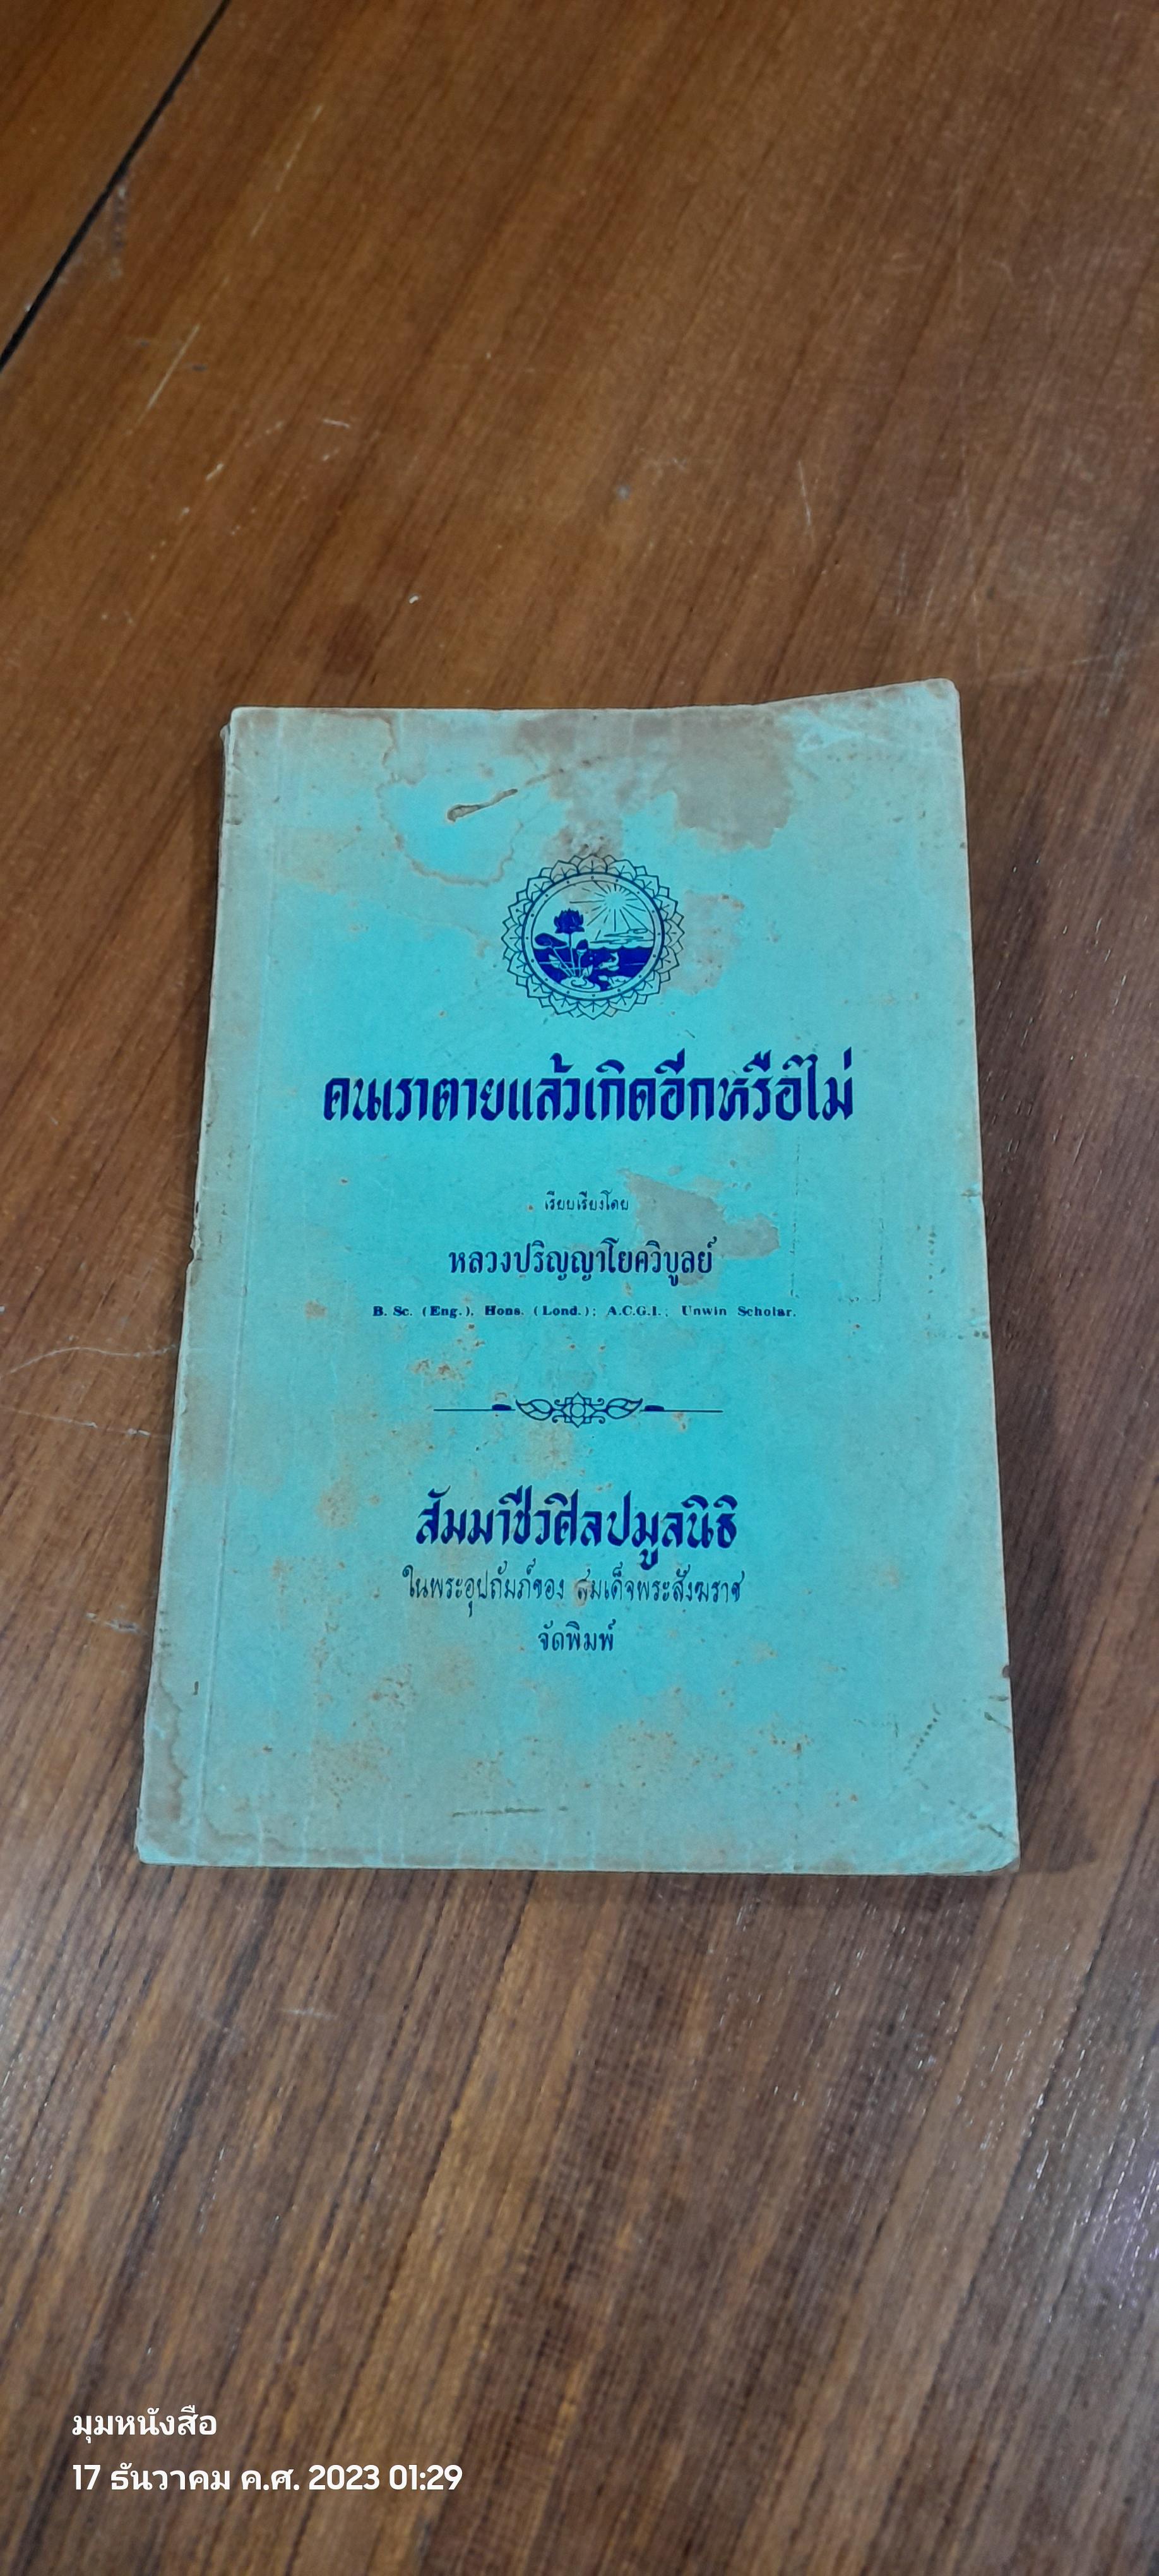 คนเราตายแล้วเกิดอีกหรือไม่
เรียบเรียงโดย
หลวงปริญญาโยควิบูลย์
B. Sc. (Eng.), Hons. (Lond.); A.C.G.I.; Unwin Scholar.
สัมมาชีวศิลปมูลนิธิ
ในพระอุปถัมภ์ของ สมเด็จพระสังฆราช
จัดพิมพ์
มุมหนังสือ
17 ธันวาคม ค.ศ. 2023 01:29